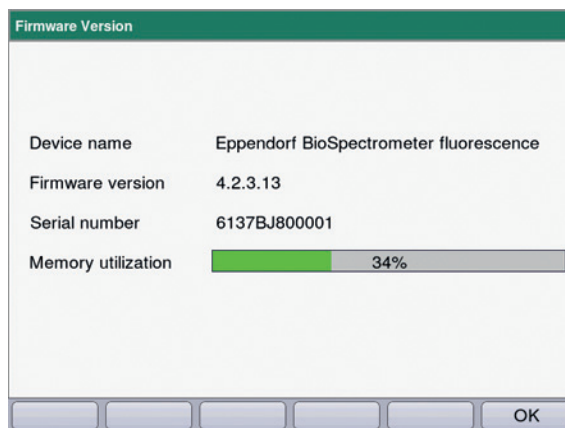 Firmware Version
Device name Eppendorf BioSpectrometer fluorescence
Firmware version 4.2.3.13
Serial number 6137BJ800001
Memory utilization 34%
OK